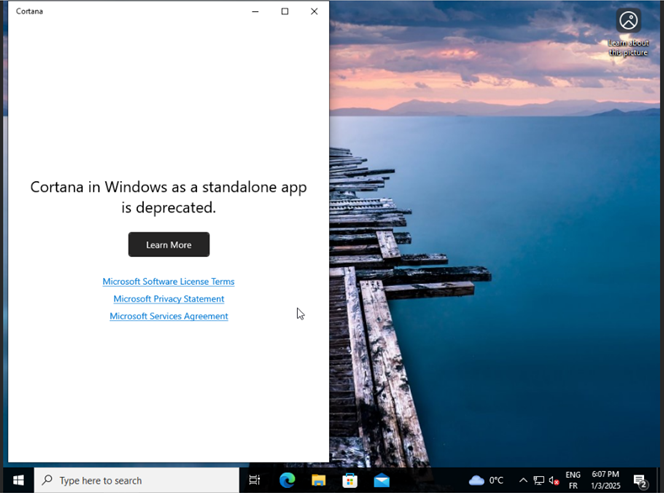 Cortana
Learn about
this picture
Cortana in Windows as a standalone app
is deprecated.
Learn More
Microsoft Software License Terms
Microsoft Privacy Statement
Microsoft Services Agreement
Type here to search
0°C
ENG
FR
6:07 PM
1/3/2025
2